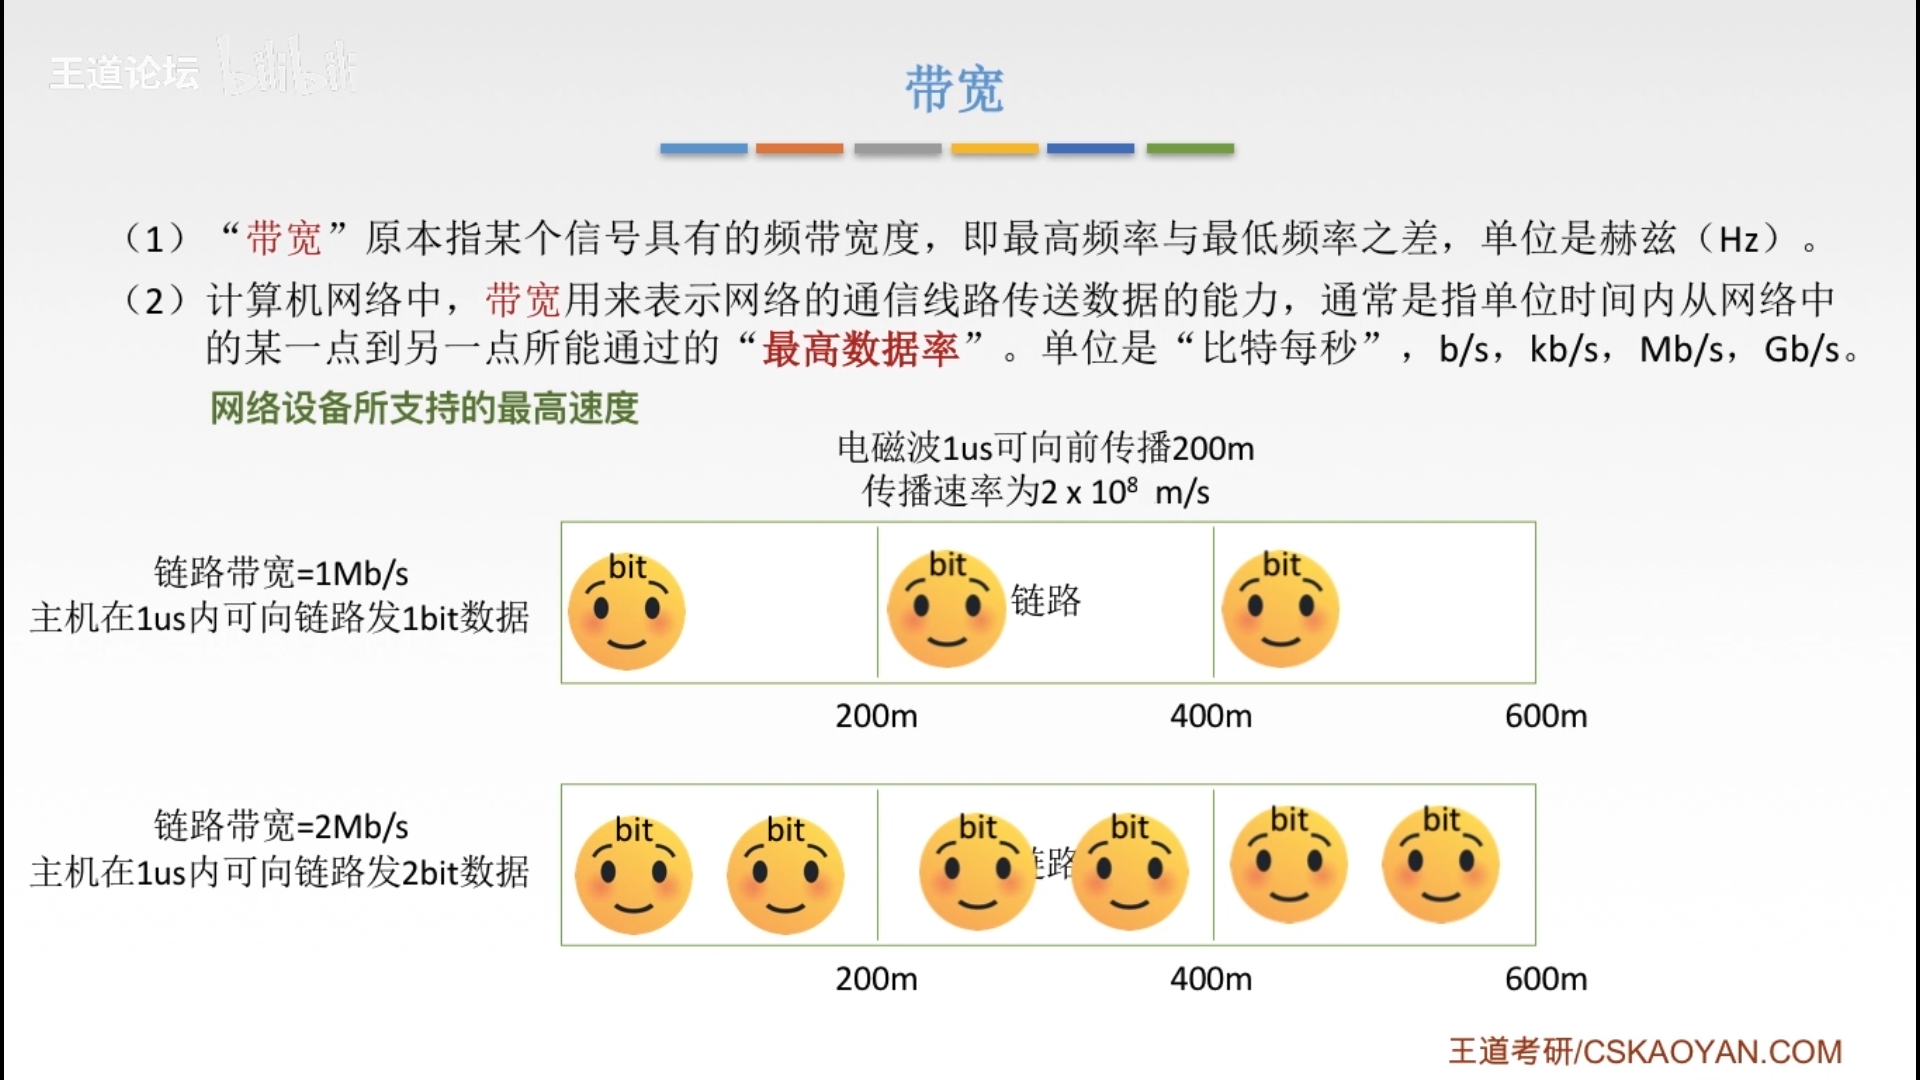 王道论坛 bilibili
带宽
（1）“带宽”原本指某个信号具有的频带宽度，即最高频率与最低频率之差，单位是赫兹（Hz）。
（2）计算机网络中，带宽用来表示网络的通信线路传送数据的能力，通常是指单位时间内从网络中
的某一点到另一点所能通过的“最高数据率”。单位是“比特每秒”，b/s，kb/s，Mb/s，Gb/s。
网络设备所支持的最高速度
电磁波1us可向前传播200m
传播速率为2 x 10⁸ m/s
链路带宽=1Mb/s
主机在1us内可向链路发1bit数据
bit
bit
链路
bit
200m
400m
600m
链路带宽=2Mb/s
主机在1us内可向链路发2bit数据
bit
bit
bit
路
bit
bit
bit
200m
400m
600m
王道考研/CSKAOYAN.COM